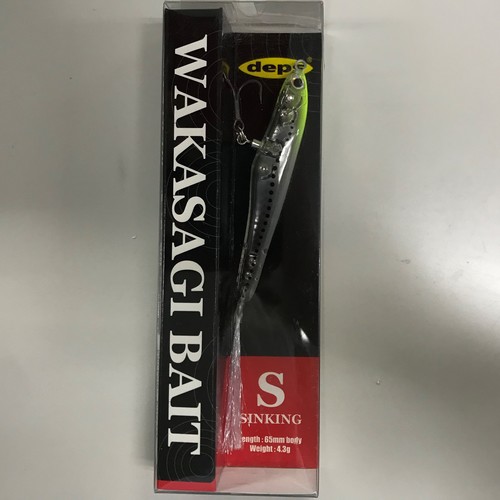 WAKASAGI BAIT
deps
S
SINKING
Length : 65mm body
Weight : 4.3g